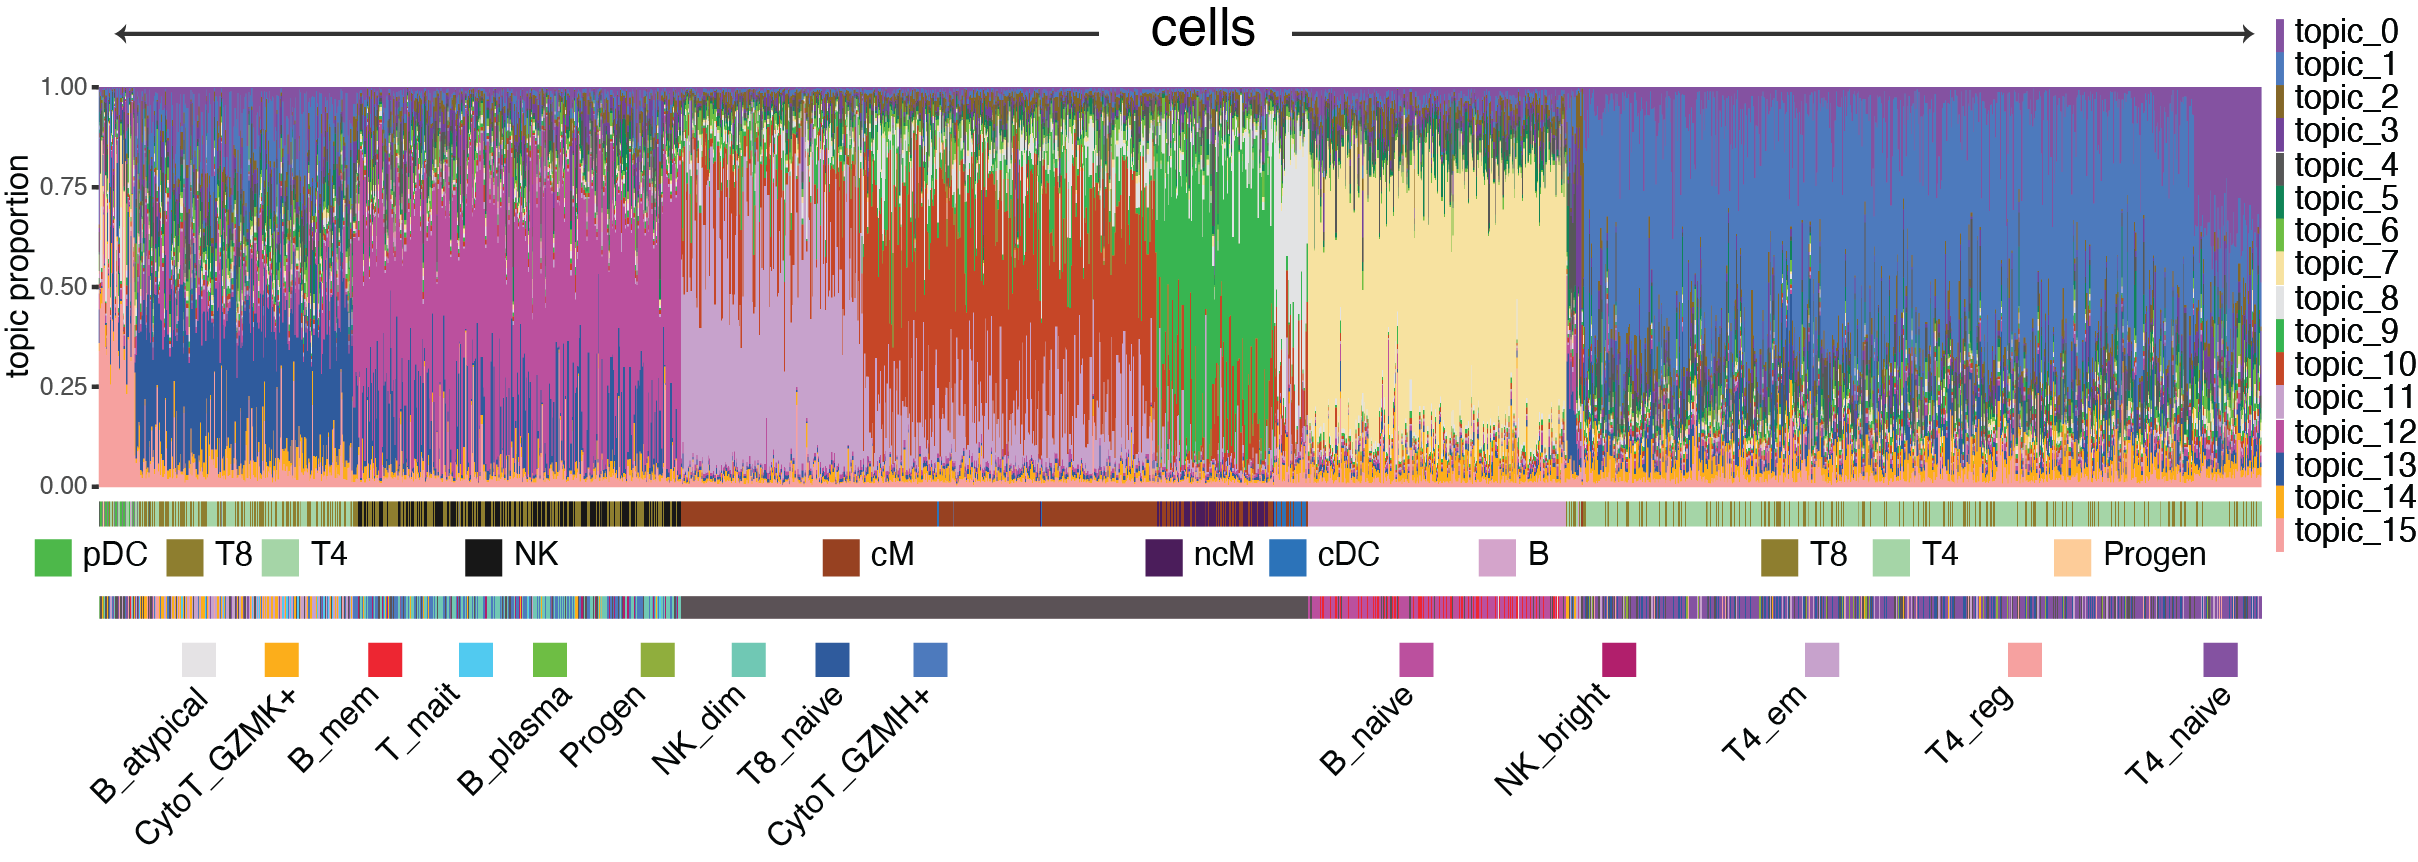 cells
topic proportion
1.00
0.75
0.50
0.25
0.00
topic_0
topic_1
topic_2
topic_3
topic_4
topic_5
topic_6
topic_7
topic_8
topic_9
topic_10
topic_11
topic_12
topic_13
topic_14
topic_15
pDC
T8
T4
NK
cM
ncM
cDC
B
T8
T4
Progen
B_atypical
CytoT_GZMK+
B_mem
T_mait
B_plasma
Progen
NK_dim
T8_naive
CytoT_GZMH+
B_naive
NK_bright
T4_em
T4_reg
T4_naive